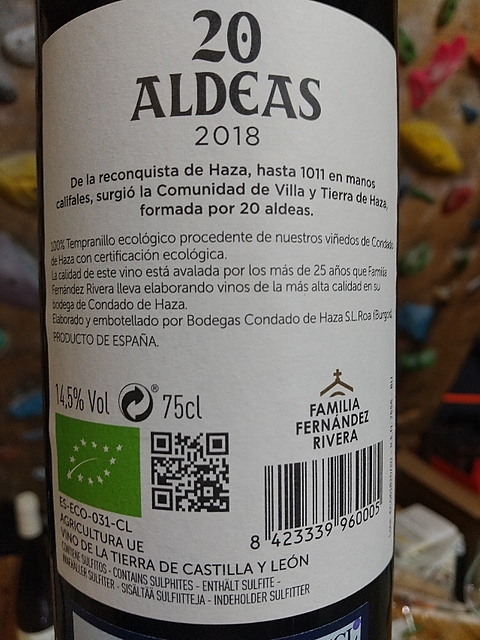 20
ALDEAS
2018
De la reconquista de Haza, hasta 1011 en manos
califales, surgió la Comunidad de Villa y Tierra de Haza,
formada por 20 aldeas.
100% Tempranillo ecológico procedente de nuestros viñedos de Condado
de Haza con certificación ecológica.
La calidad de este vino está avalada por los más de 25 años que Familia
Fernández Rivera lleva elaborando vinos de la más alta calidad en su
bodega de Condado de Haza.
Elaborado y embotellado por Bodegas Condado de Haza S.L. Roa (Burgos)
PRODUCTO DE ESPAÑA.
14,5% Vol ® 75cl
FAMILIA
FERNÁNDEZ
RIVERA
ES-ECO-031-CL
AGRICULTURA UE
VINO DE LA TIERRA DE CASTILLA Y LEÓN
CONTIENE SULFITOS - CONTAINS SULPHITES - ENTHÄLT SULFITE -
INNEHÅLLER SULFITER - SISÄLTÄÄ SULFIITTEJA - INDEHOLDER SULFITTER
8 423339 960005